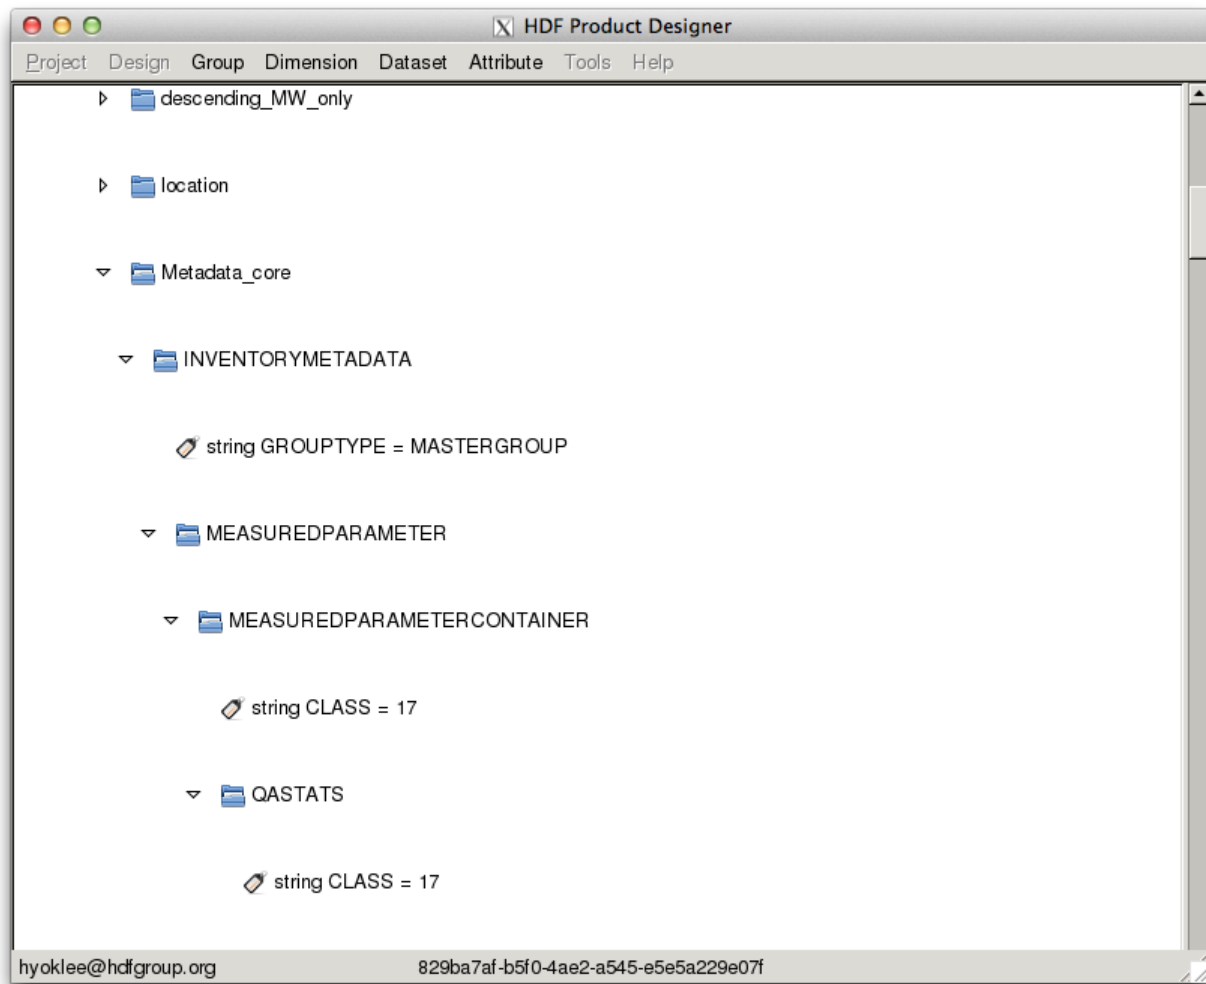 HDF Product Designer
Project Design Group Dimension Dataset Attribute Tools Help
descending_MW_only
location
Metadata_core
INVENTORYMETADATA
string GROUPTYPE = MASTERGROUP
MEASUREDPARAMETER
MEASUREDPARAMETERCONTAINER
string CLASS = 17
QASTATS
string CLASS = 17
hyoklee@hdfgroup.org 829ba7af-b5f0-4ae2-a545-e5e5a229e07f